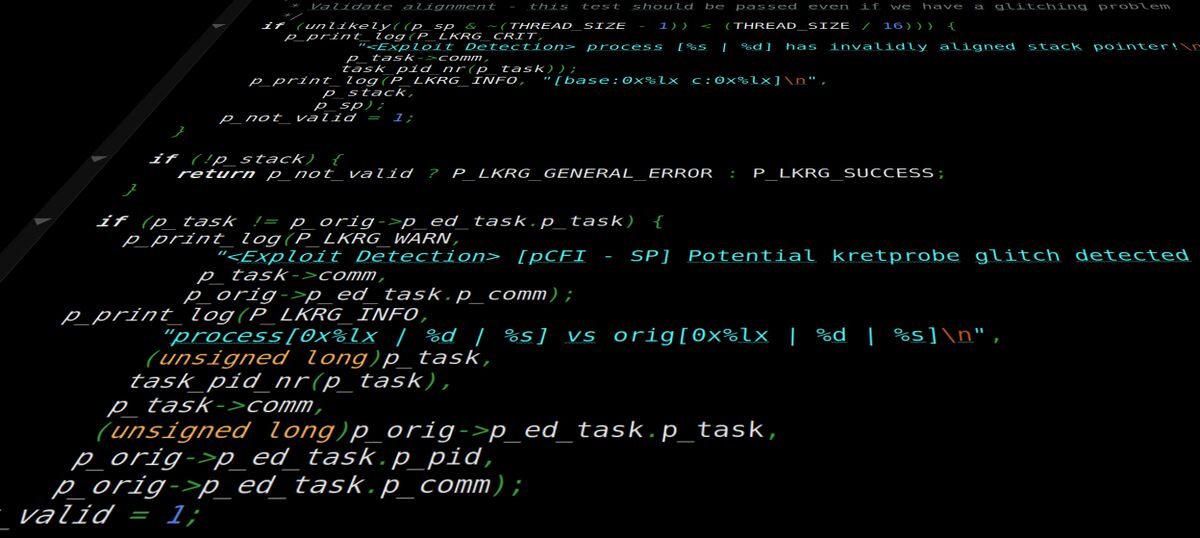 * Validate alignment - this test should be passed even if we have a glitching problem
*/
if (unlikely((p_sp & ~(THREAD_SIZE - 1)) < (THREAD_SIZE / 16))) {
p_print_log(P_LKRG_CRIT,
"<Exploit Detection> process [%s | %d] has invalidly aligned stack pointer!\n
p_task->comm,
task_pid_nr(p_task));
p_print_log(P_LKRG_INFO, "[base:0x%lx c:0x%lx]\n",
p_stack,
p_sp);
p_not_valid = 1;
}
if (!p_stack) {
return p_not_valid ? P_LKRG_GENERAL_ERROR : P_LKRG_SUCCESS;
}
if (p_task != p_orig->p_ed_task.p_task) {
p_print_log(P_LKRG_WARN,
"<Exploit Detection> [pCFI - SP] Potential kretprobe glitch detected
p_task->comm,
p_orig->p_ed_task.p_comm);
p_print_log(P_LKRG_INFO,
"process[0x%lx | %d | %s] vs orig[0x%lx | %d | %s]\n",
(unsigned long)p_task,
task_pid_nr(p_task),
p_task->comm,
(unsigned long)p_orig->p_ed_task.p_task,
p_orig->p_ed_task.p_pid,
p_orig->p_ed_task.p_comm);
_valid = 1;